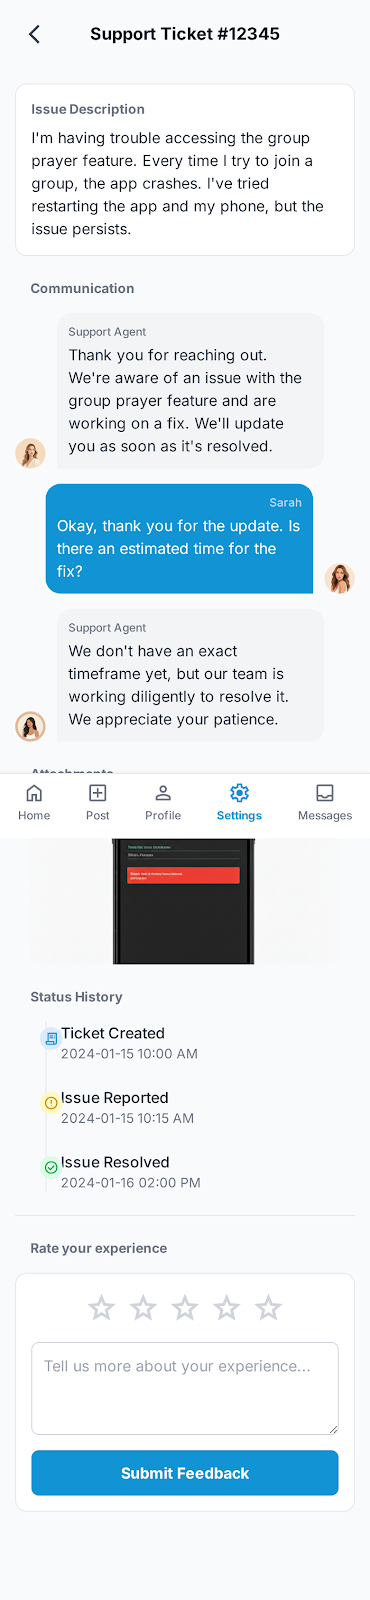 Support Ticket #12345
Issue Description
I'm having trouble accessing the group
prayer feature. Every time I try to join a
group, the app crashes. I've tried
restarting the app and my phone, but the
issue persists.
Communication
Support Agent
Thank you for reaching out.
We're aware of an issue with the
group prayer feature and are
working on a fix. We'll update
you as soon as it's resolved.
Sarah
Okay, thank you for the update. Is
there an estimated time for the
fix?
Support Agent
We don't have an exact
timeframe yet, but our team is
working diligently to resolve it.
We appreciate your patience.
Attachments
Home
Post
Profile
Settings
Messages
Status History
Ticket Created
2024-01-15 10:00 AM
Issue Reported
2024-01-15 10:15 AM
Issue Resolved
2024-01-16 02:00 PM
Rate your experience
Tell us more about your experience...
Submit Feedback